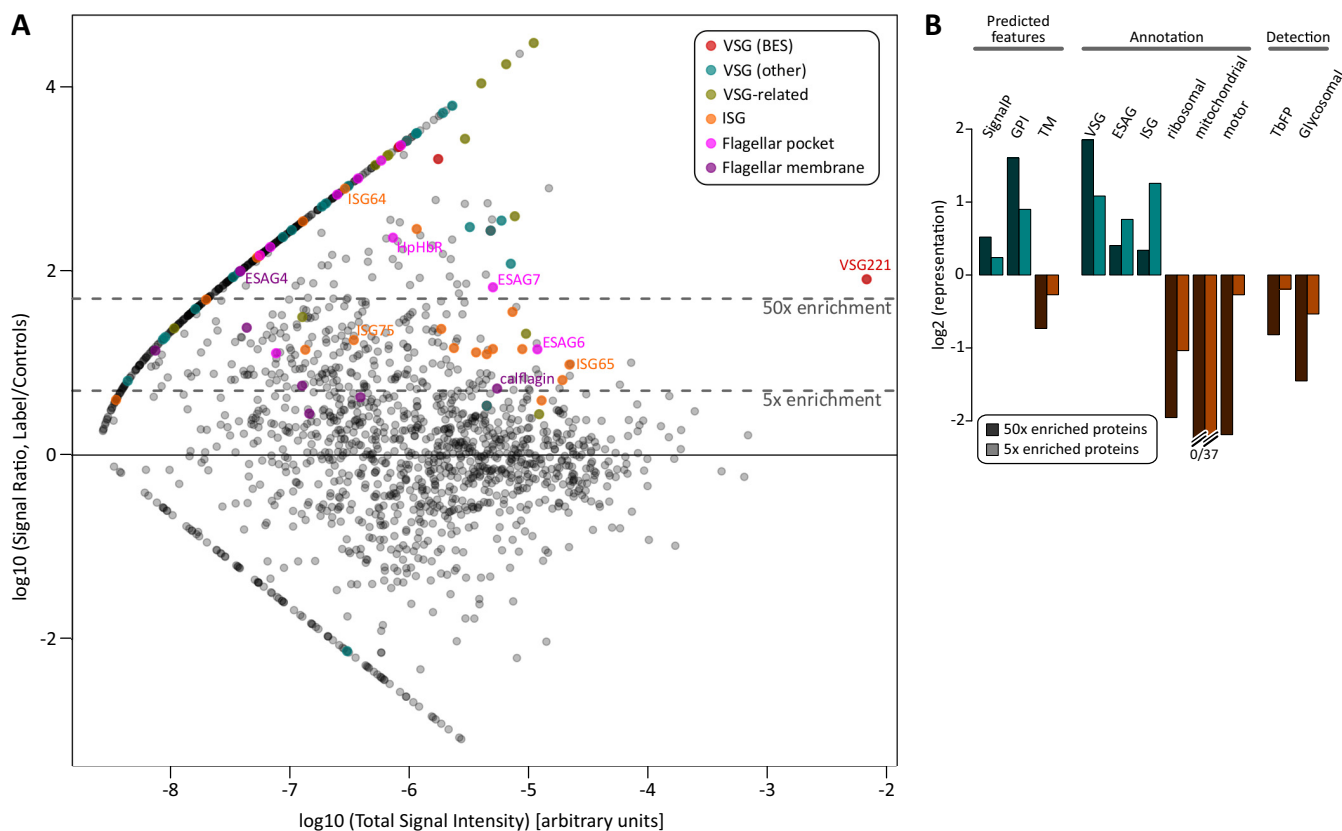 A
log10 (Signal Ratio, Label/Controls)
4
2
0
-2
-8
-7
-6
-5
-4
-3
-2
log10 (Total Signal Intensity) [arbitrary units]
VSG (BES)
VSG (other)
VSG-related
ISG
Flagellar pocket
Flagellar membrane
ISG64
HpHbR
ESAG4
ESAG7
VSG221
50x enrichment
ISG75
ESAG6
ISG65
calflagin
5x enrichment
B
Predicted
features
Annotation
Detection
SignalP
GPI
TM
VSG
ESAG
ISG
ribosomal
mitochondrial
motor
TbFP
Glycosomal
log2 (representation)
2
1
0
-1
-2
50x enriched proteins
5x enriched proteins
0/37